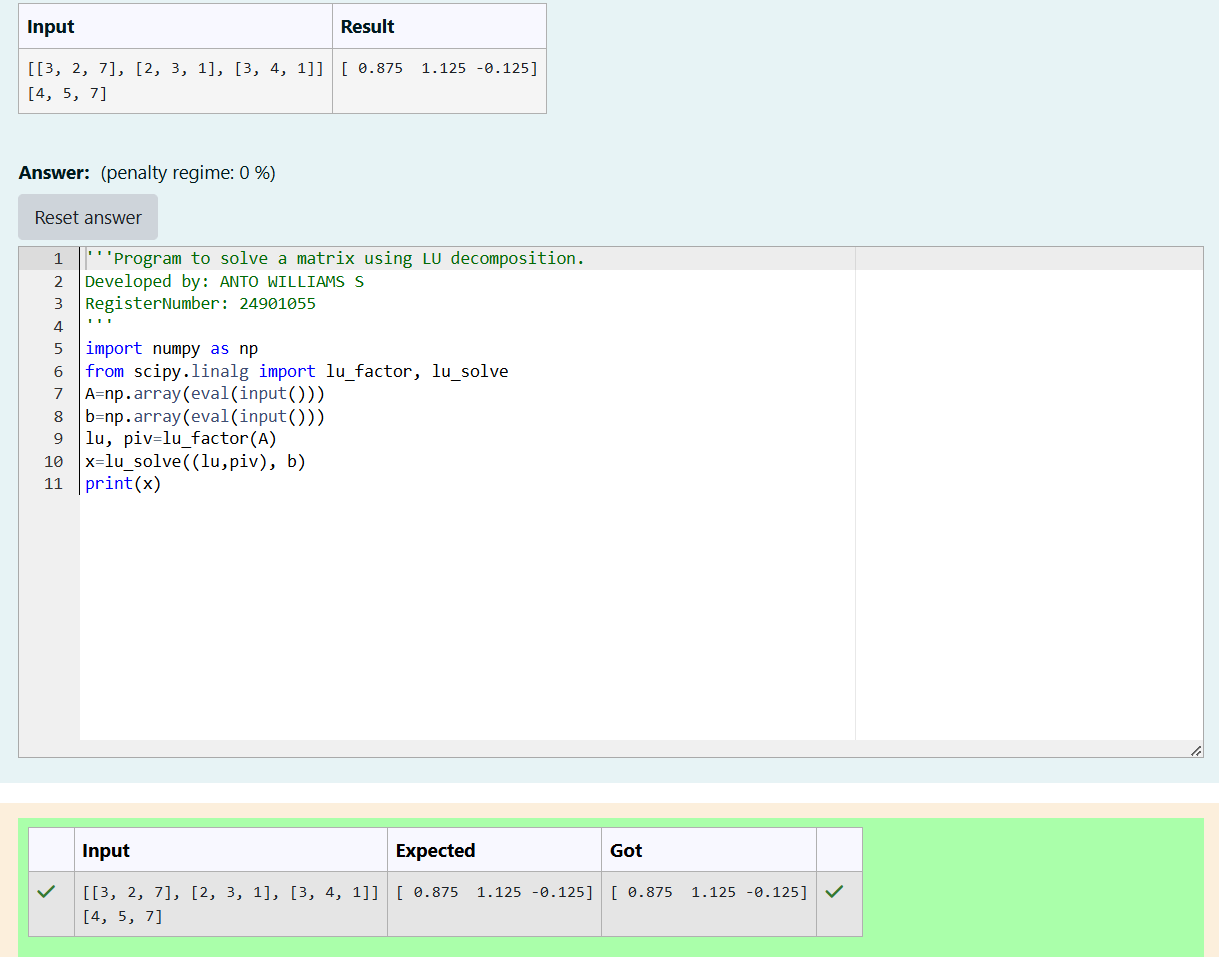 Input Result
[[3, 2, 7], [2, 3, 1], [3, 4, 1]] [ 0.875  1.125 -0.125]
[4, 5, 7]
Answer: (penalty regime: 0 %)
Reset answer
1 '''Program to solve a matrix using LU decomposition.
2 Developed by: ANTO WILLIAMS S
3 RegisterNumber: 24901055
4 '''
5 import numpy as np
6 from scipy.linalg import lu_factor, lu_solve
7 A=np.array(eval(input()))
8 b=np.array(eval(input()))
9 lu, piv=lu_factor(A)
10 x=lu_solve((lu,piv), b)
11 print(x)
Input Expected Got
[[3, 2, 7], [2, 3, 1], [3, 4, 1]] [ 0.875  1.125 -0.125] [ 0.875  1.125 -0.125]
[4, 5, 7]